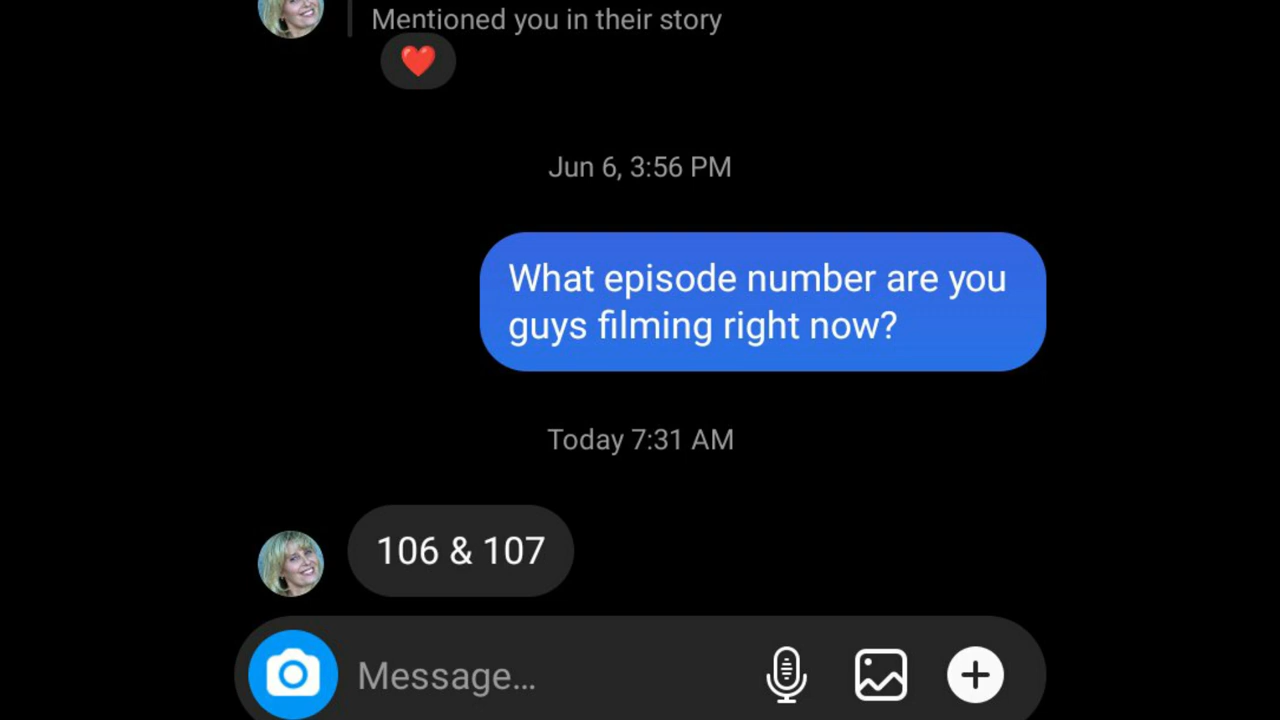 Mentioned you in their story
❤️
Jun 6, 3:56 PM
What episode number are you
guys filming right now?
Today 7:31 AM
106 & 107
Message...